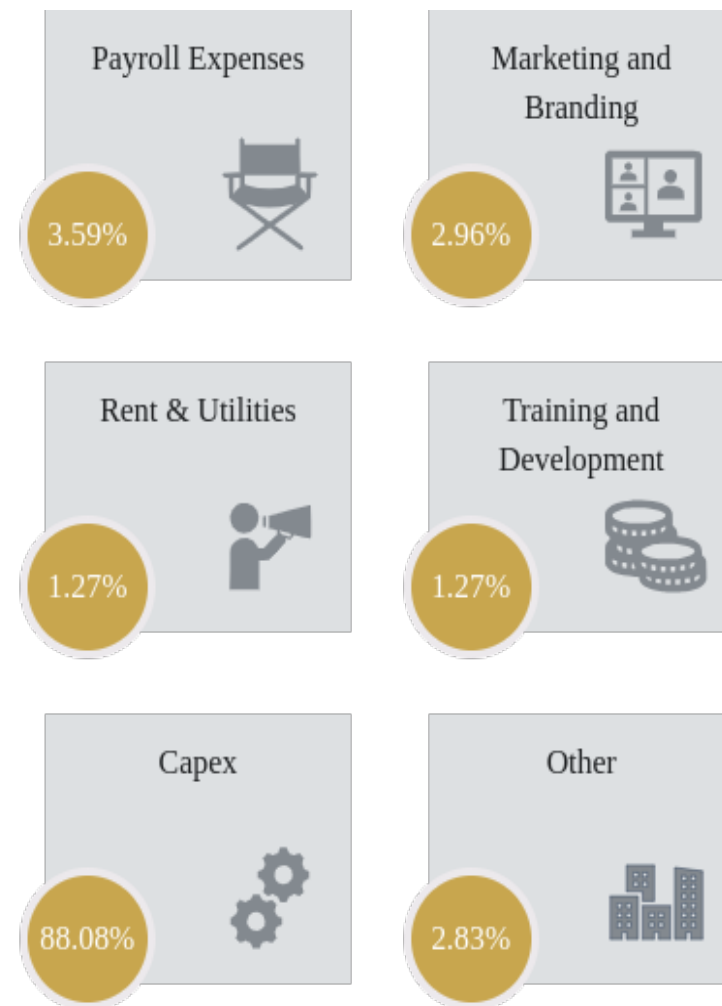 Payroll Expenses
3.59%
Marketing and
Branding
2.96%
Rent & Utilities
1.27%
Training and
Development
1.27%
Capex
88.08%
Other
2.83%